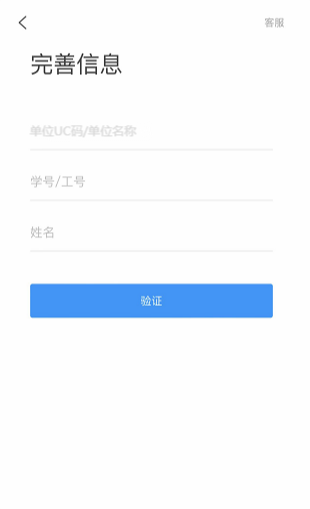 客服
完善信息
单位UC码/单位名称
学号/工号
姓名
验证